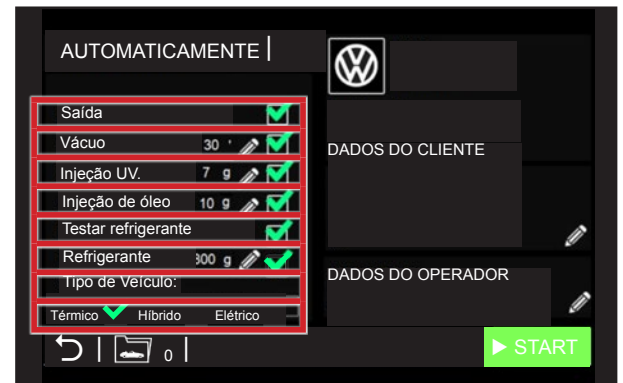 AUTOMATICAMENTE
Saída
Vácuo 30 '
Injeção UV. 7 g
Injeção de óleo 10 g
Testar refrigerante
Refrigerante 800 g
Tipo de Veículo:
Térmico Híbrido Elétrico
0
DADOS DO CLIENTE
DADOS DO OPERADOR
START